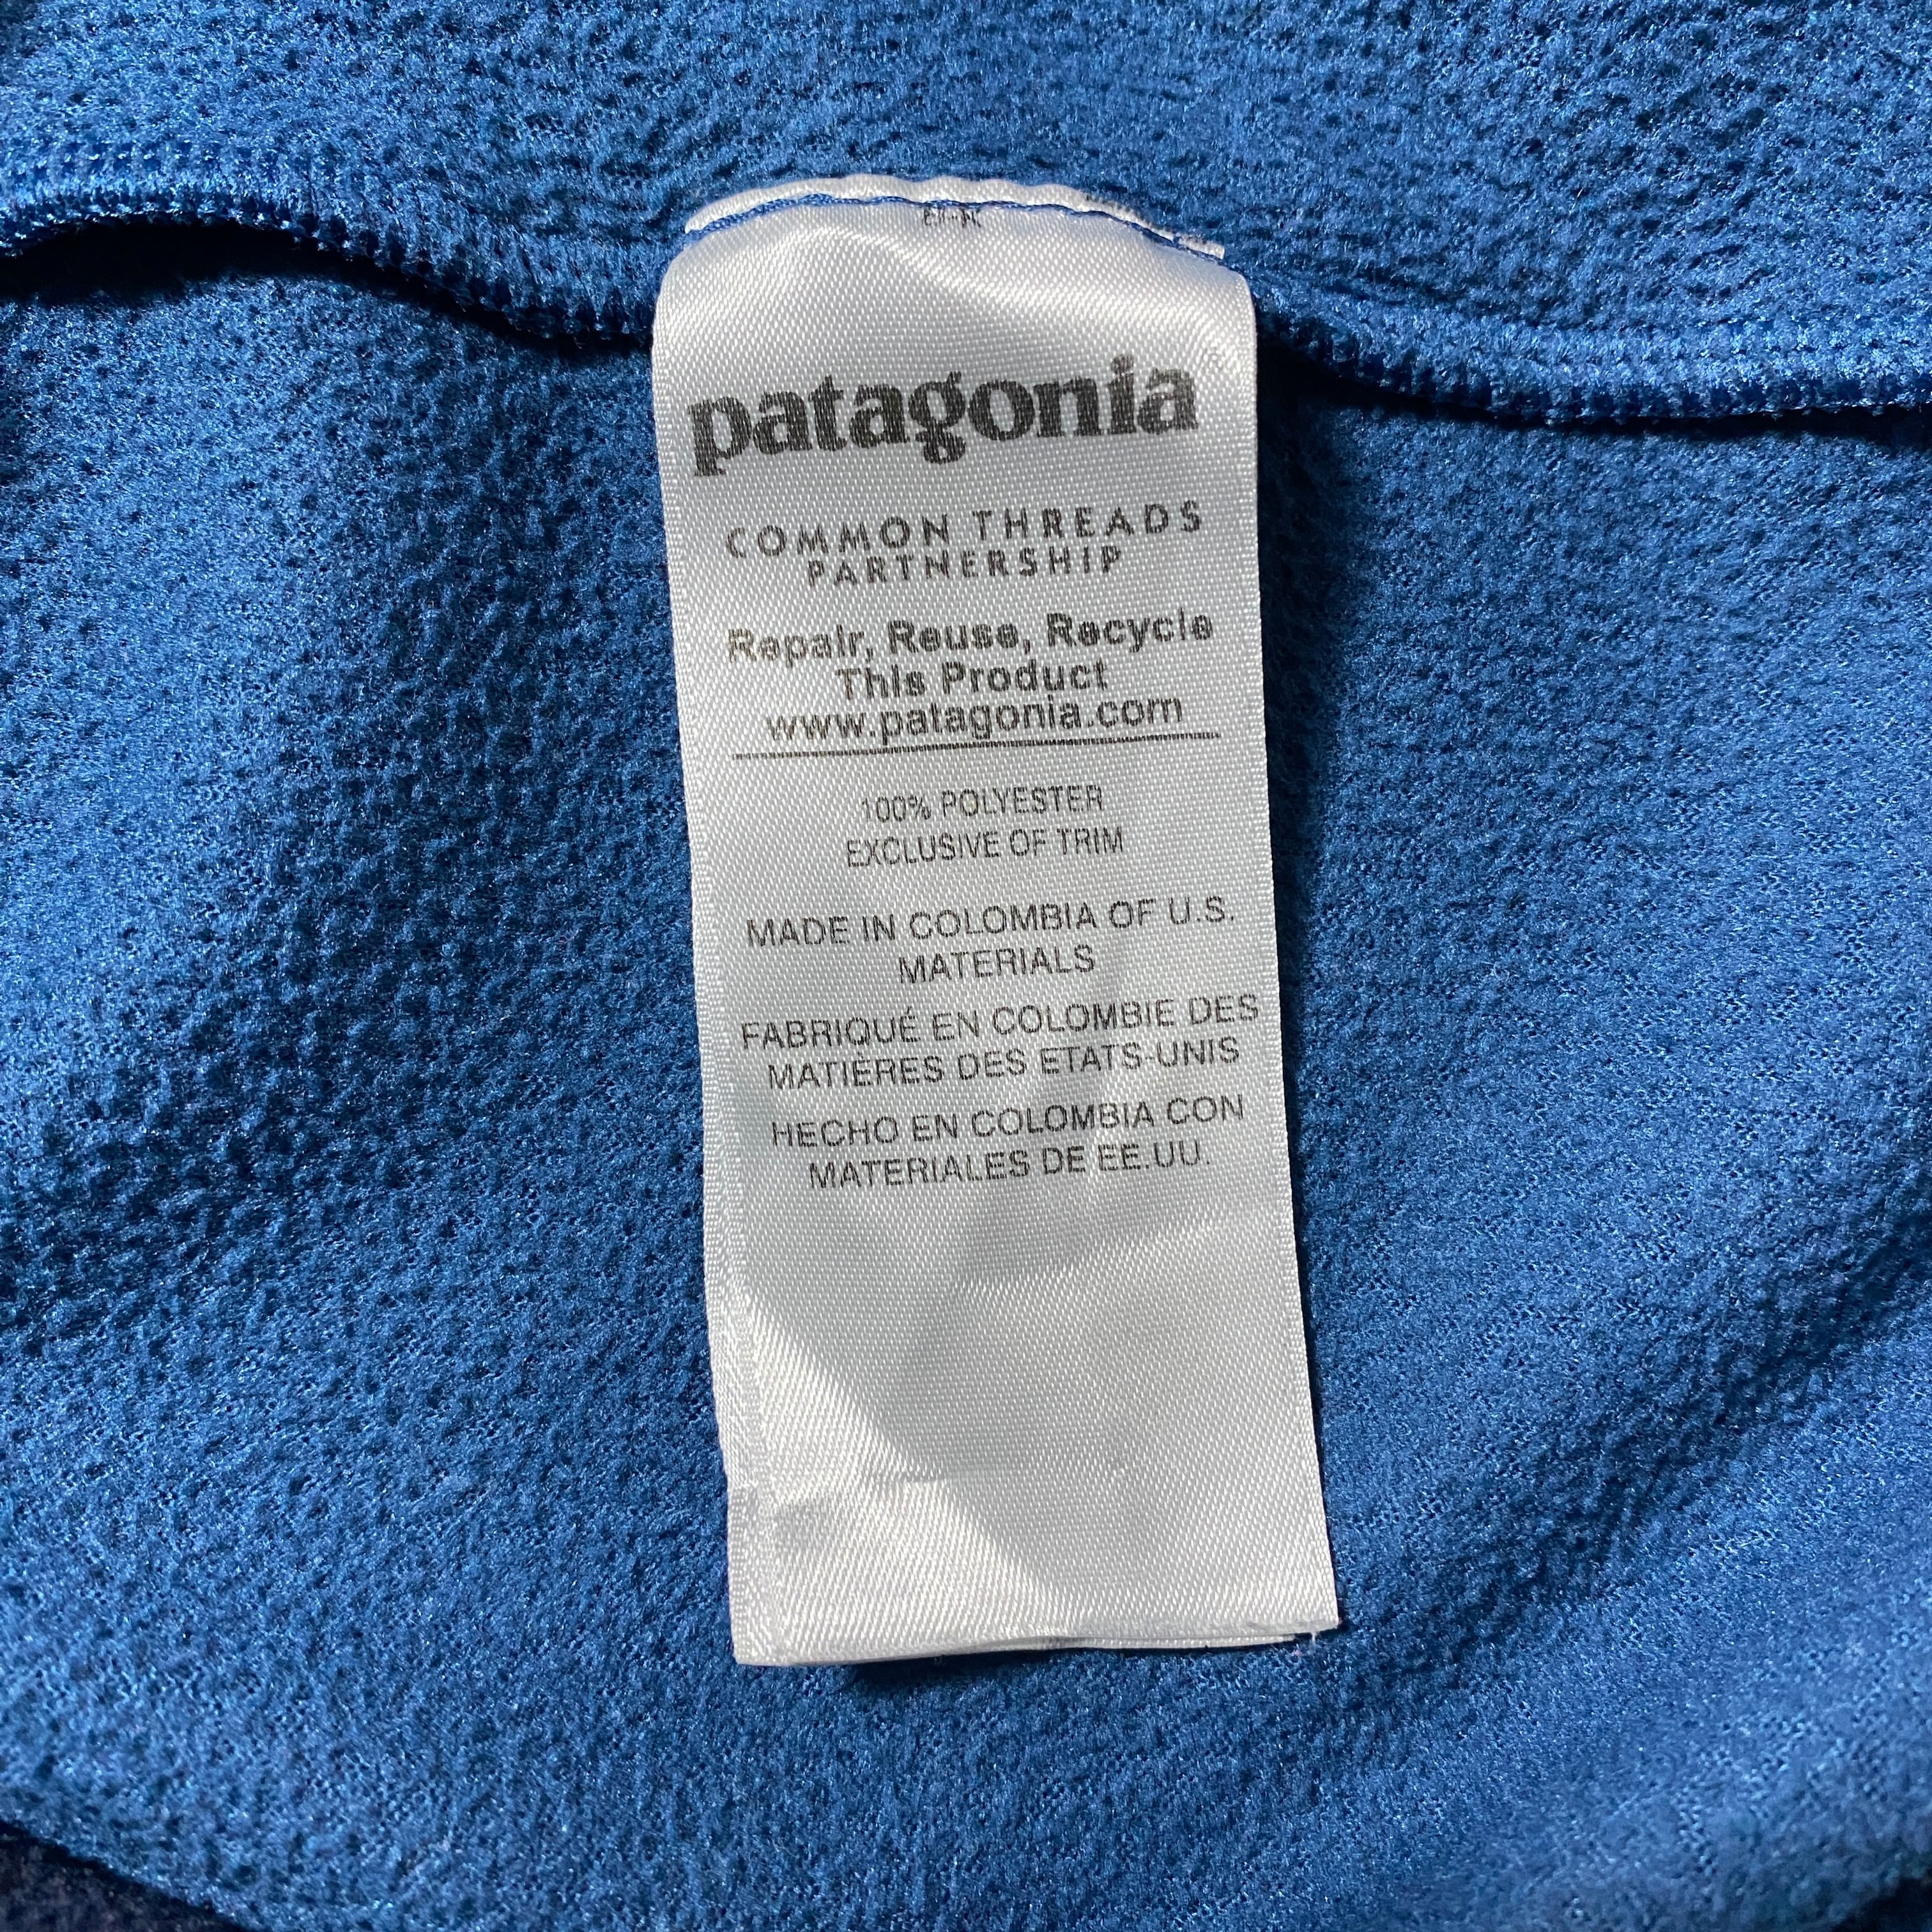 patagonia®
COMMON THREADS
PARTNERSHIP
Repair, Reuse, Recycle
This Product
www.patagonia.com
100% POLYESTER
EXCLUSIVE OF TRIM
MADE IN COLOMBIA OF U.S.
MATERIALS
FABRIQUÉ EN COLOMBIE DES
MATIÈRES DES ETATS-UNIS
HECHO EN COLOMBIA CON
MATERIALES DE EE.UU.